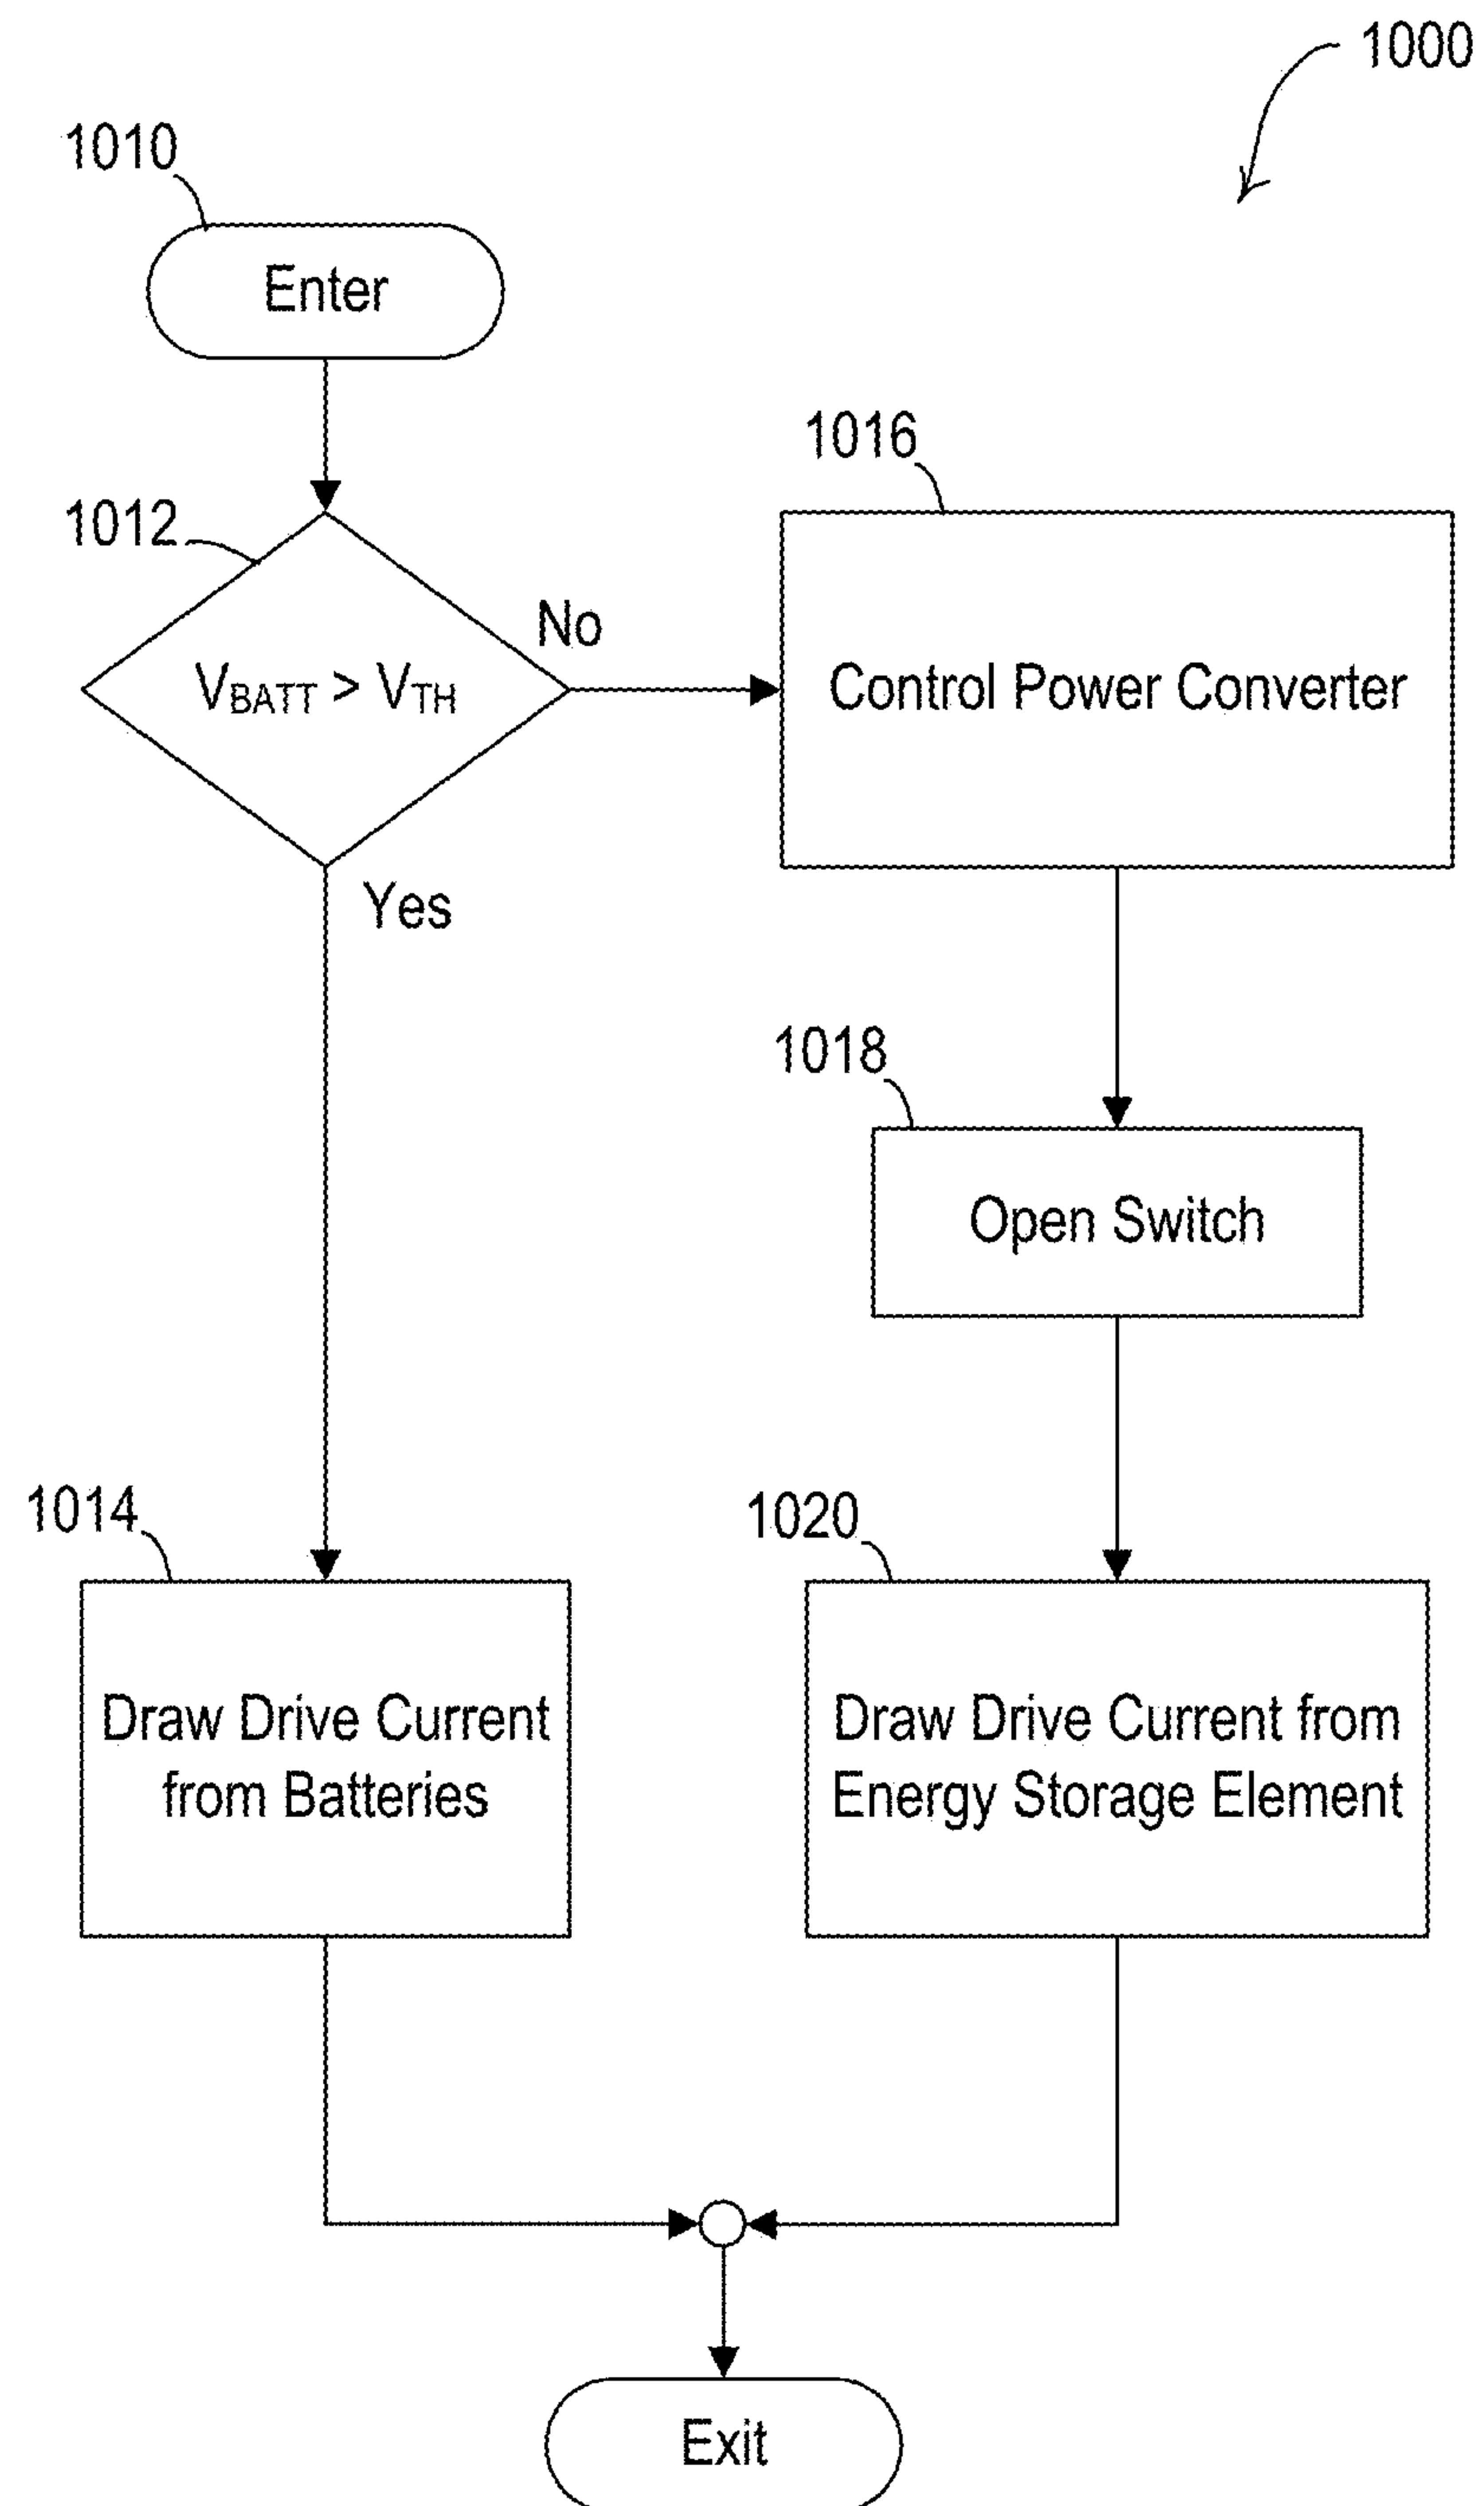 1000
1010
Enter
1016
1012
No
VBATT > VTH
Control Power Converter
Yes
1018
Open Switch
1014
1020
Draw Drive Current
from Batteries
Draw Drive Current from
Energy Storage Element
Exit